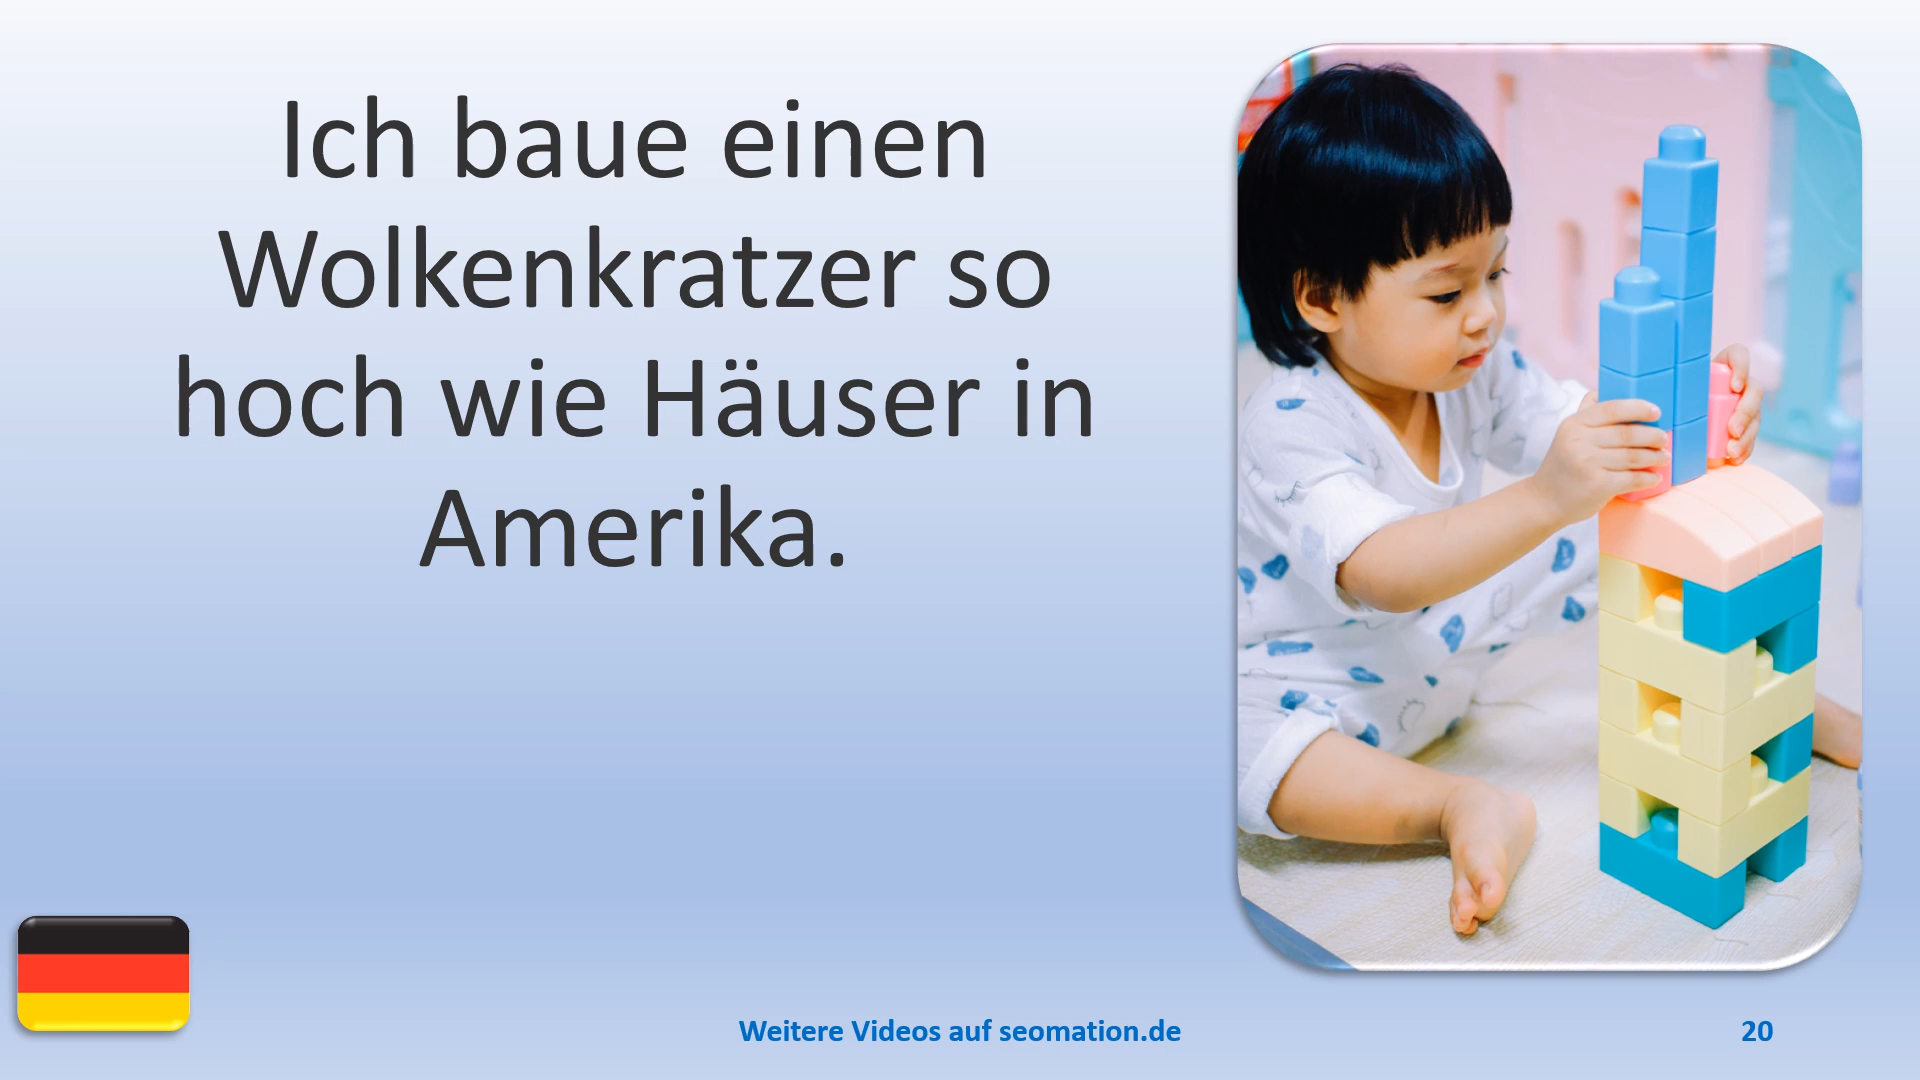 Ich baue einen
Wolkenkratzer so
hoch wie Häuser in
Amerika.
Weitere Videos auf seomation.de
20